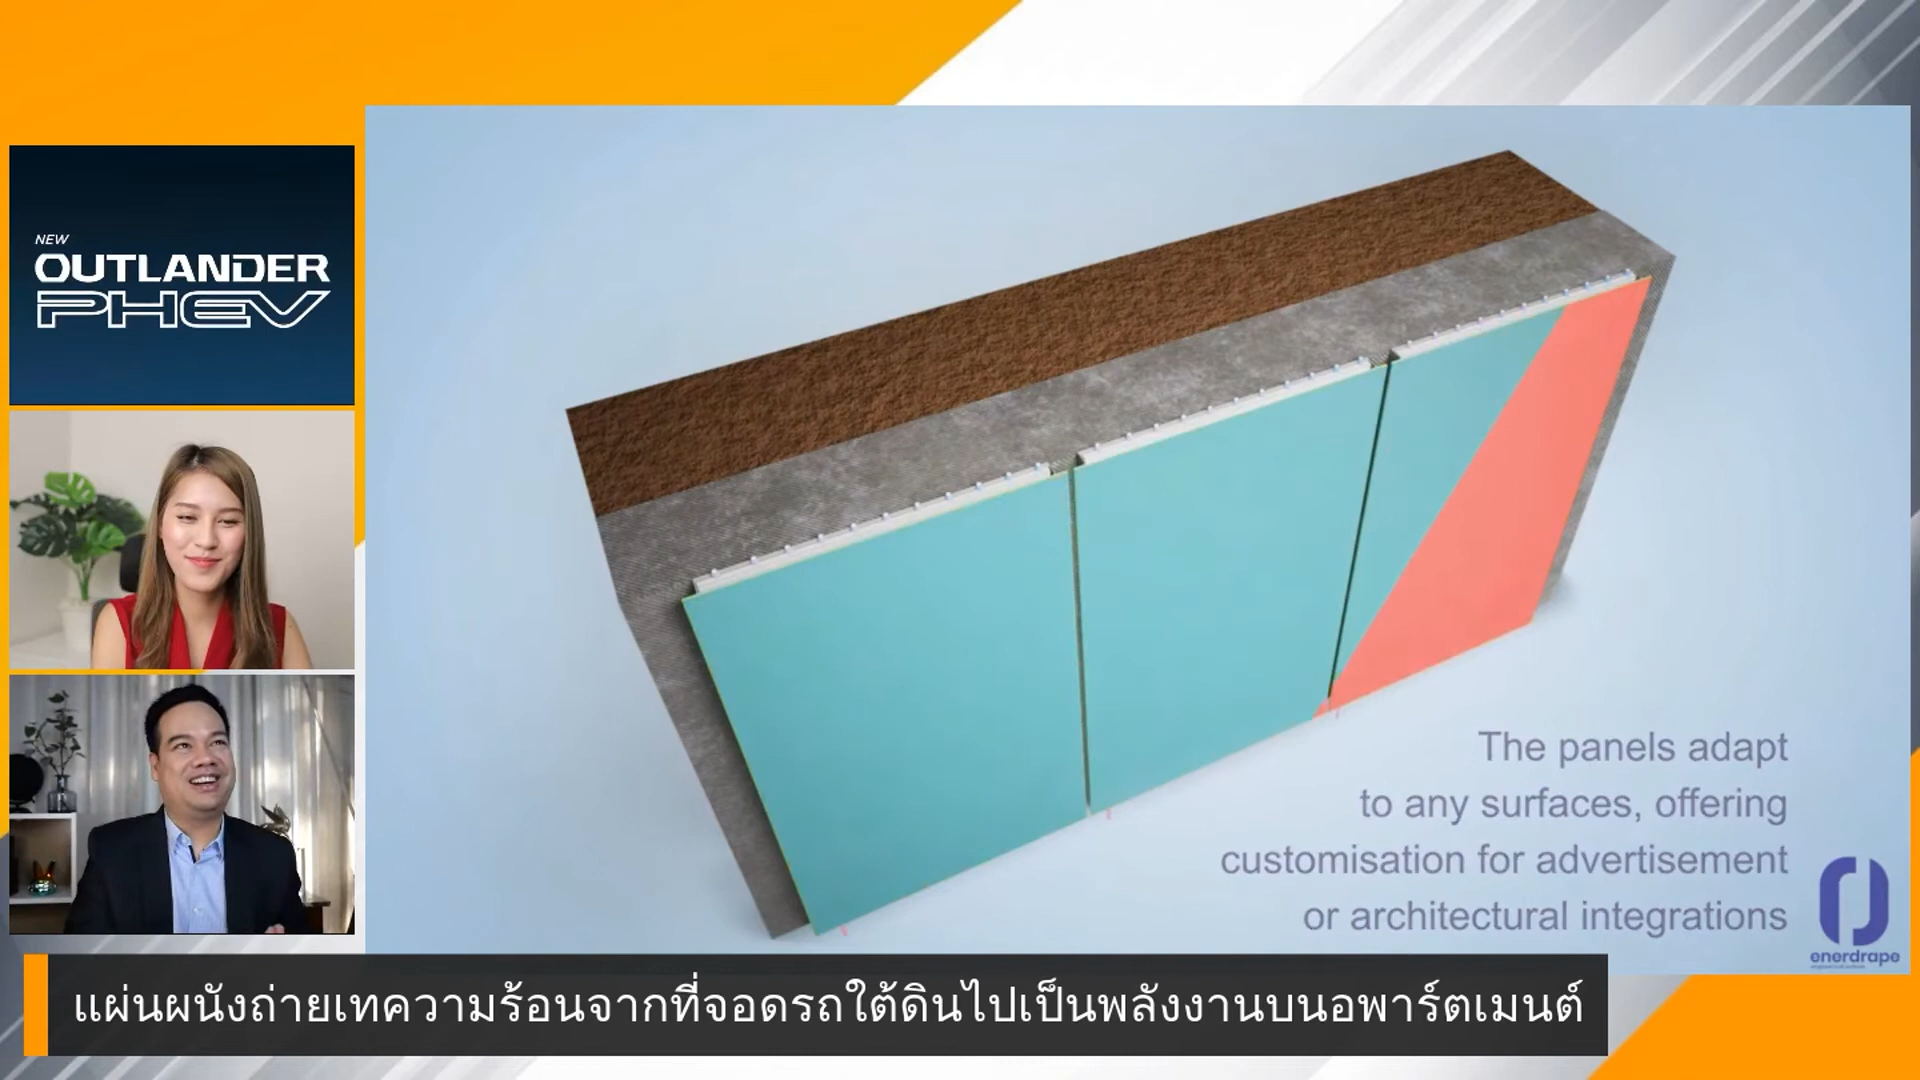 NEW
OUTLANDER
PHEV
The panels adapt
to any surfaces, offering
customisation for advertisement
or architectural integrations
enerdrape
แผ่นผนังถ่ายเทความร้อนจากที่จอดรถใต้ดินไปเป็นพลังงานบนอพาร์ตเมนต์